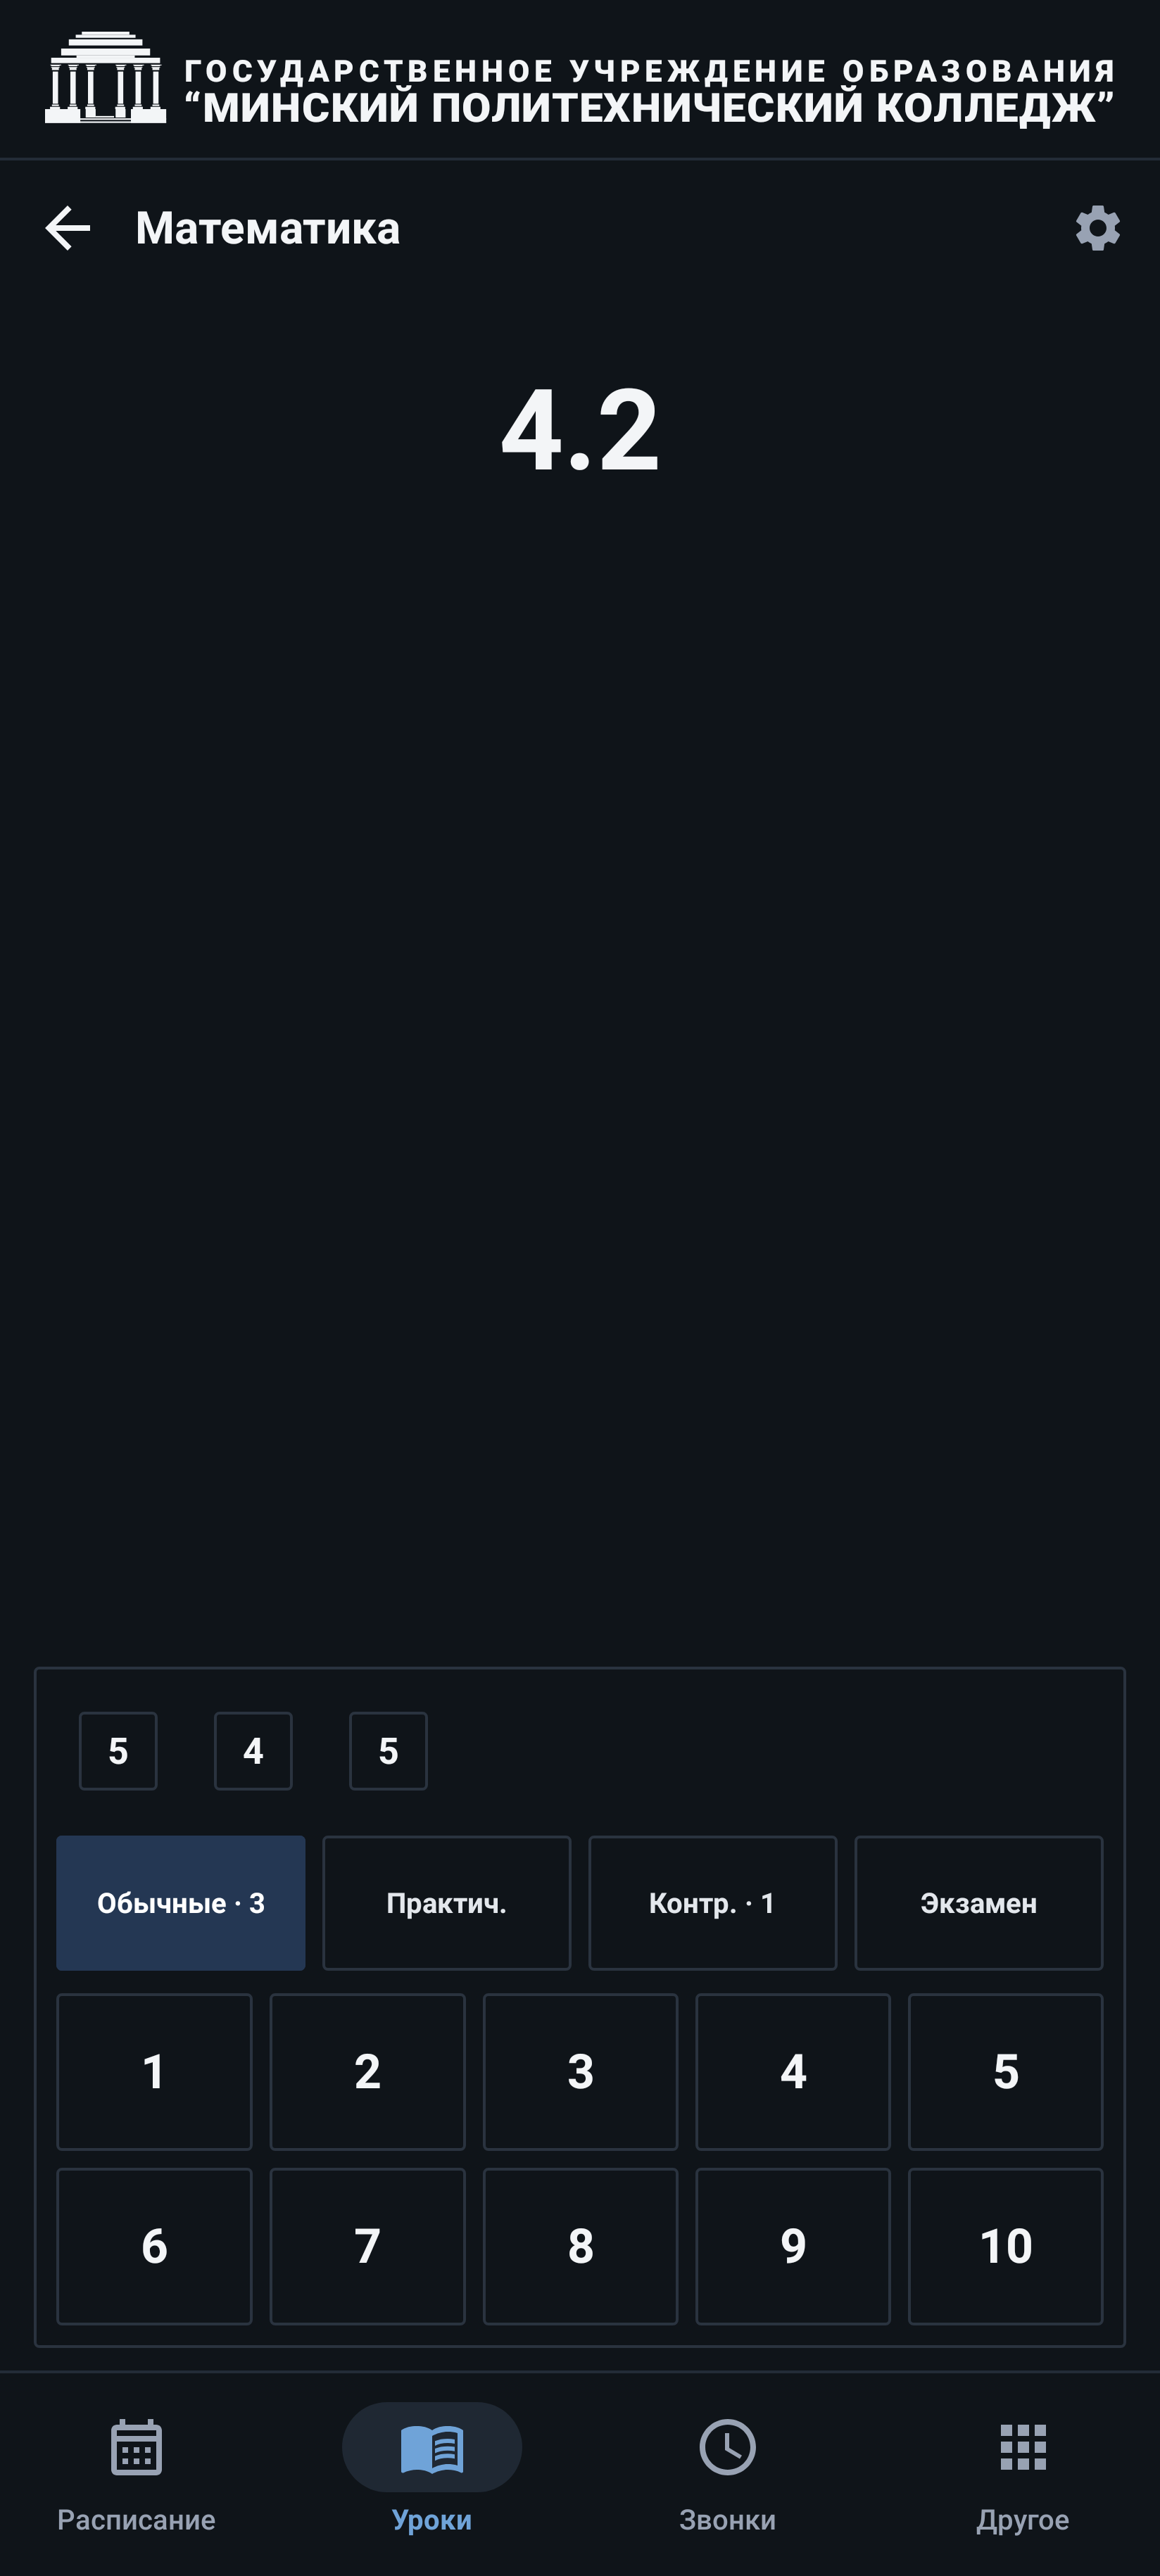 ГОСУДАРСТВЕННОЕ УЧРЕЖДЕНИЕ ОБРАЗОВАНИЯ
“МИНСКИЙ ПОЛИТЕХНИЧЕСКИЙ КОЛЛЕДЖ”
Математика
4.2
5 4 5
Обычные · 3 Практич. Контр. · 1 Экзамен
1 2 3 4 5
6 7 8 9 10
Расписание Уроки Звонки Другое